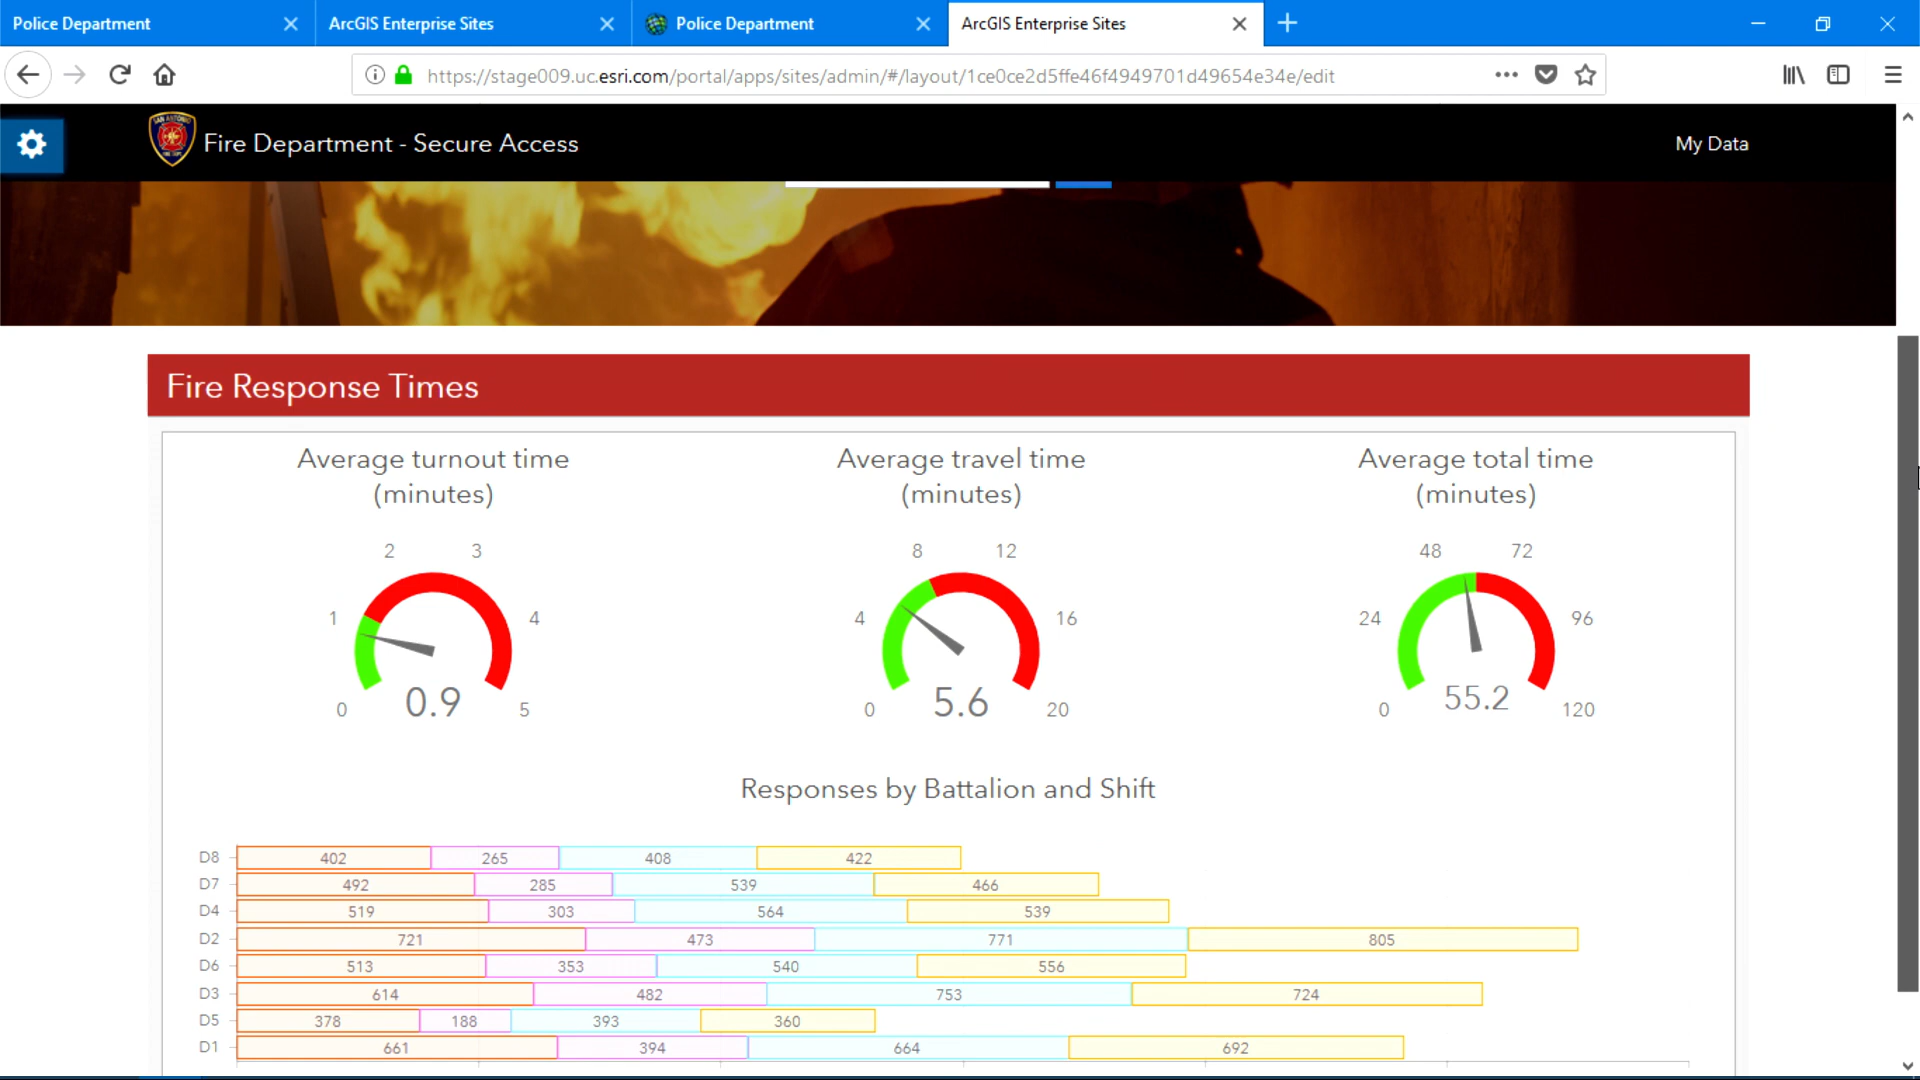 Police Department
ArcGIS Enterprise Sites
Police Department
ArcGIS Enterprise Sites
https://stage009.uc.esri.com/portal/apps/sites/admin/#/layout/1ce0ce2d5ffe46f4949701d49654e34e/edit
Fire Department - Secure Access
My Data
Fire Response Times
Average turnout time
(minutes)
0 1 2 3 4 5
0.9
Average travel time
(minutes)
0 4 8 12 16 20
5.6
Average total time
(minutes)
0 24 48 72 96 120
55.2
Responses by Battalion and Shift
D8 402 265 408 422
D7 492 285 539 466
D4 519 303 564 539
D2 721 473 771 805
D6 513 353 540 556
D3 614 482 753 724
D5 378 188 393 360
D1 661 394 664 692